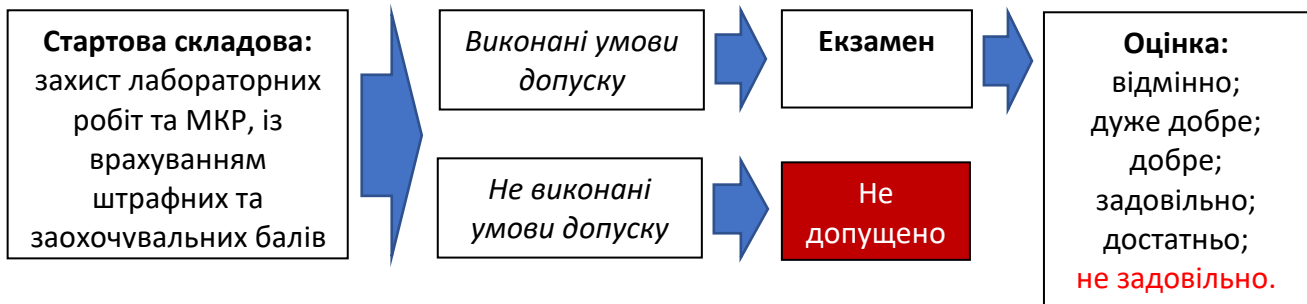 Стартова складова:
захист лабораторних
робіт та МКР, із
врахуванням
штрафних та
заохочувальних балів
Виконані умови
допуску
Екзамен
Не виконані
умови допуску
Не
допущено
Оцінка:
відмінно;
дуже добре;
добре;
задовільно;
достатньо;
не задовільно.